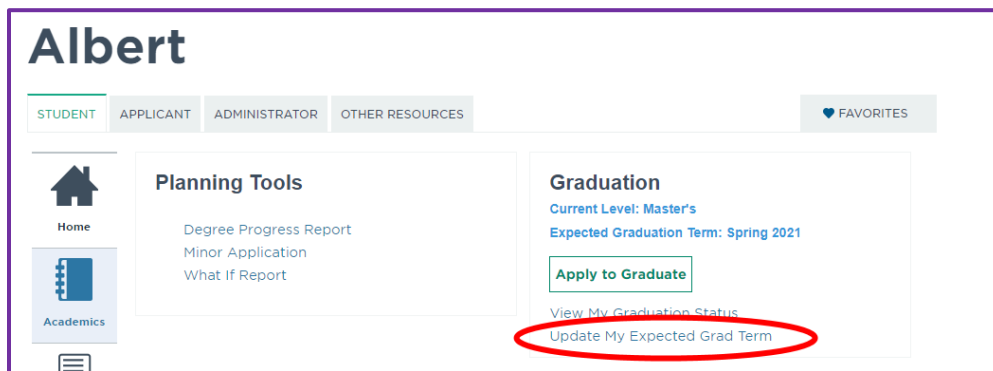 Albert
STUDENT APPLICANT ADMINISTRATOR OTHER RESOURCES FAVORITES
Home
Academics
Planning Tools
Degree Progress Report
Minor Application
What If Report
Graduation
Current Level: Master's
Expected Graduation Term: Spring 2021
Apply to Graduate
View My Graduation Status
Update My Expected Grad Term